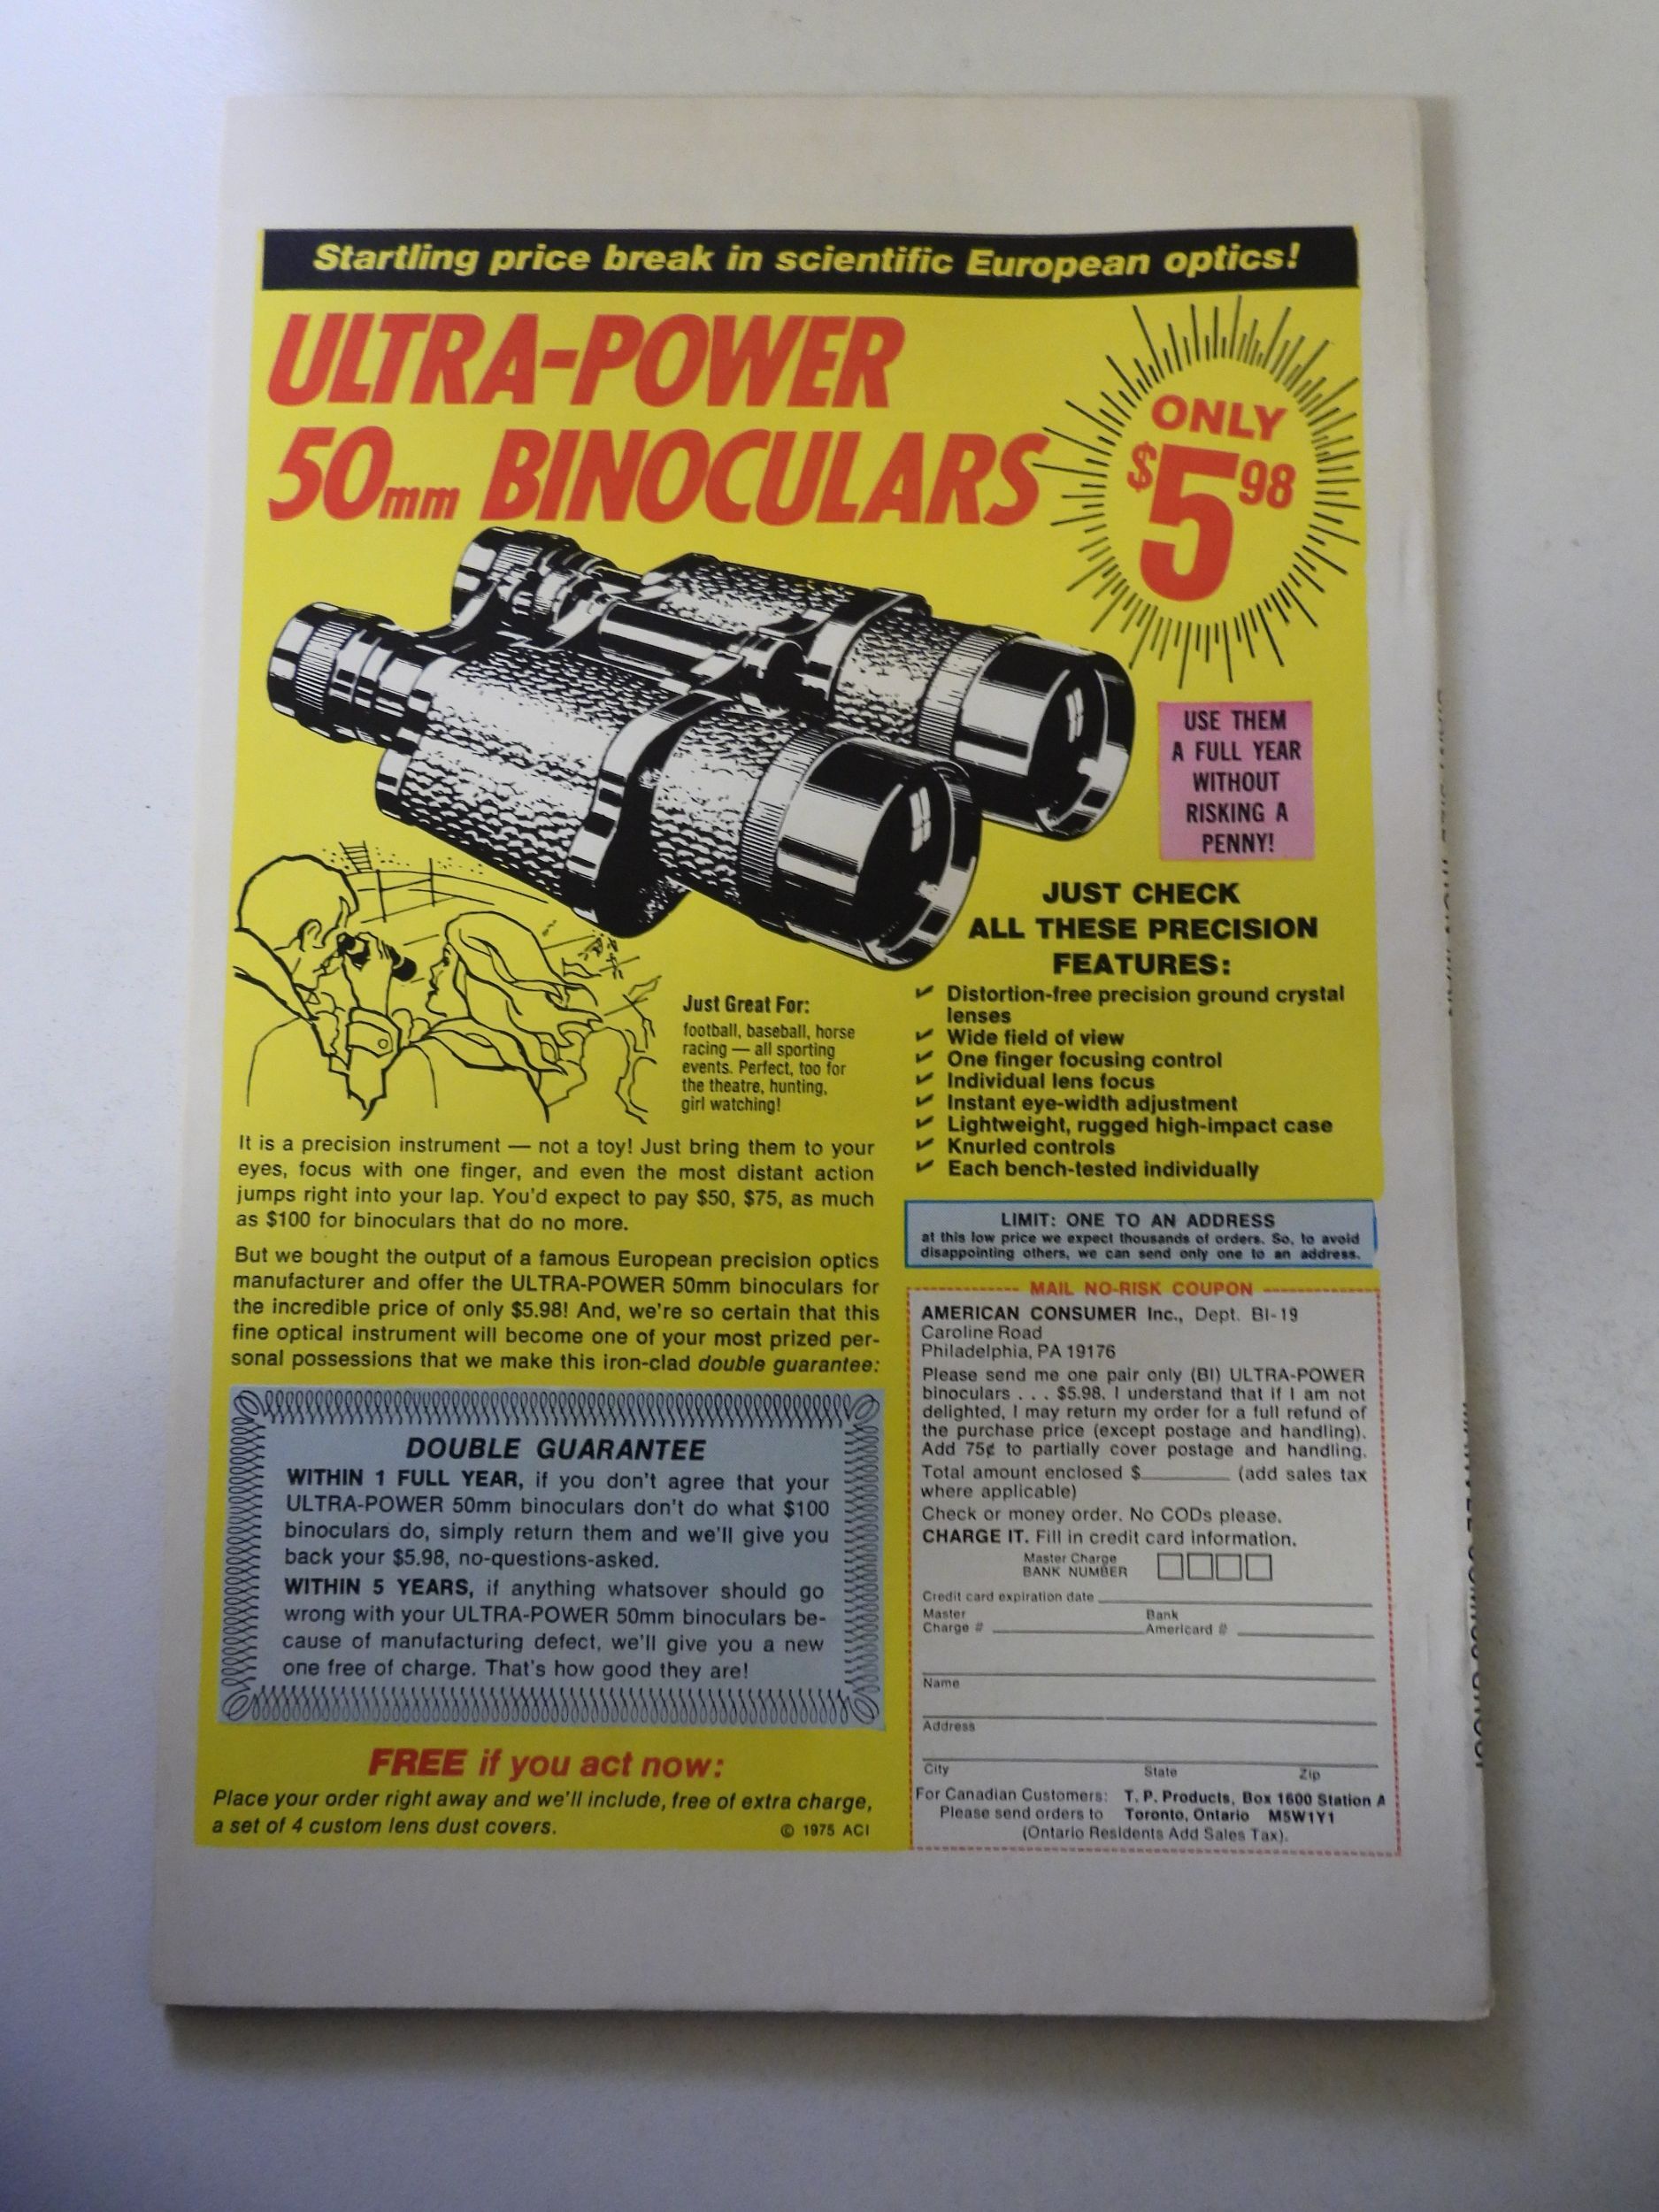 Startling price break in scientific European optics!
ULTRA-POWER
50mm BINOCULARS
ONLY
$5 98
USE THEM
A FULL YEAR
WITHOUT
RISKING A
PENNY!
JUST CHECK
ALL THESE PRECISION
FEATURES:
✓ Distortion-free precision ground crystal
lenses
✓ Wide field of view
✓ One finger focusing control
✓ Individual lens focus
✓ Instant eye-width adjustment
✓ Lightweight, rugged high-impact case
✓ Knurled controls
✓ Each bench-tested individually
Just Great For:
football, baseball, horse
racing — all sporting
events. Perfect, too for
the theatre, hunting,
girl watching!
It is a precision instrument — not a toy! Just bring them to your
eyes, focus with one finger, and even the most distant action
jumps right into your lap. You'd expect to pay $50, $75, as much
as $100 for binoculars that do no more.
But we bought the output of a famous European precision optics
manufacturer and offer the ULTRA-POWER 50mm binoculars for
the incredible price of only $5.98! And, we're so certain that this
fine optical instrument will become one of your most prized per-
sonal possessions that we make this iron-clad double guarantee:
DOUBLE GUARANTEE
WITHIN 1 FULL YEAR, if you don't agree that your
ULTRA-POWER 50mm binoculars don't do what $100
binoculars do, simply return them and we'll give you
back your $5.98, no-questions-asked.
WITHIN 5 YEARS, if anything whatsover should go
wrong with your ULTRA-POWER 50mm binoculars be-
cause of manufacturing defect, we'll give you a new
one free of charge. That's how good they are!
FREE if you act now:
Place your order right away and we'll include, free of extra charge,
a set of 4 custom lens dust covers.
© 1975 ACI
LIMIT: ONE TO AN ADDRESS
at this low price we expect thousands of orders. So, to avoid
disappointing others, we can send only one to an address.
MAIL NO-RISK COUPON
AMERICAN CONSUMER Inc., Dept. BI-19
Caroline Road
Philadelphia, PA 19176
Please send me one pair only (BI) ULTRA-POWER
binoculars . . . $5.98. I understand that if I am not
delighted, I may return my order for a full refund of
the purchase price (except postage and handling).
Add 75¢ to partially cover postage and handling.
Total amount enclosed $________ (add sales tax
where applicable)
Check or money order. No CODs please.
CHARGE IT. Fill in credit card information.
Master Charge
BANK NUMBER
Credit card expiration date
Master Charge #
Bank Americard #
Name
Address
City State Zip
For Canadian Customers: T. P. Products, Box 1600 Station A
Please send orders to Toronto, Ontario M5W1Y1
(Ontario Residents Add Sales Tax).